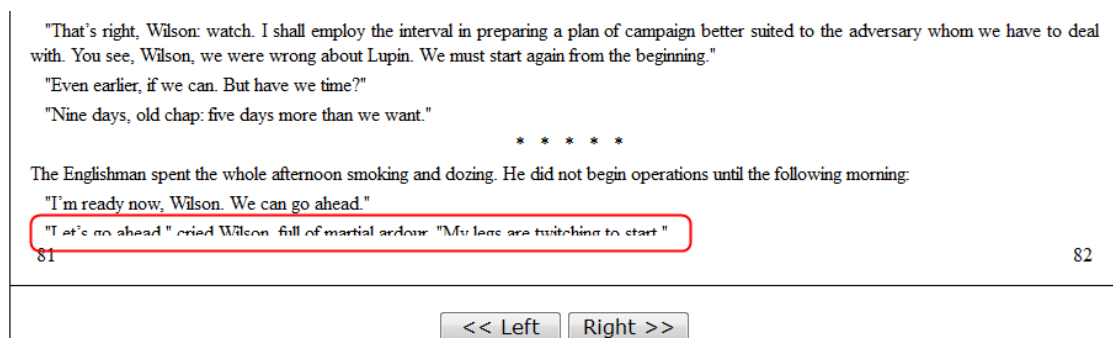 "That's right, Wilson: watch. I shall employ the interval in preparing a plan of campaign better suited to the adversary whom we have to deal
with. You see, Wilson, we were wrong about Lupin. We must start again from the beginning."
"Even earlier, if we can. But have we time?"
"Nine days, old chap: five days more than we want."
* * * * *
The Englishman spent the whole afternoon smoking and dozing. He did not begin operations until the following morning:
"I'm ready now, Wilson. We can go ahead."
"Let's go ahead," cried Wilson, full of martial ardour. "My legs are twitching to start."
81 82
<< Left Right >>